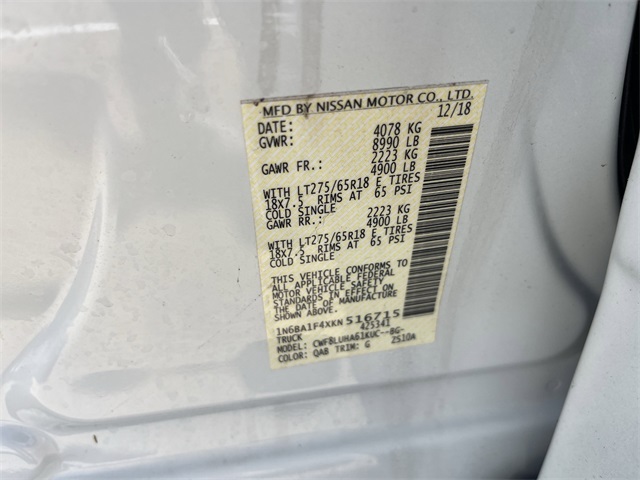 MFD BY NISSAN MOTOR CO., LTD.
DATE: 12/18
GVWR: 4078 KG
8990 LB
GAWR FR.: 2223 KG
4900 LB
WITH LT275/65R18 E TIRES
18x7.5 RIMS AT 65 PSI
COLD SINGLE
GAWR RR.: 2223 KG
4900 LB
WITH LT275/65R18 E TIRES
18x7.5 RIMS AT 65 PSI
COLD SINGLE
THIS VEHICLE CONFORMS TO
ALL APPLICABLE FEDERAL
MOTOR VEHICLE SAFETY
STANDARDS IN EFFECT ON
THE DATE OF MANUFACTURE
SHOWN ABOVE.
1N6BA1F4XKN516715
TRUCK 425341
MODEL: CWF8LUHA61KUC--BG-
COLOR: QAB TRIM: G 2S10A